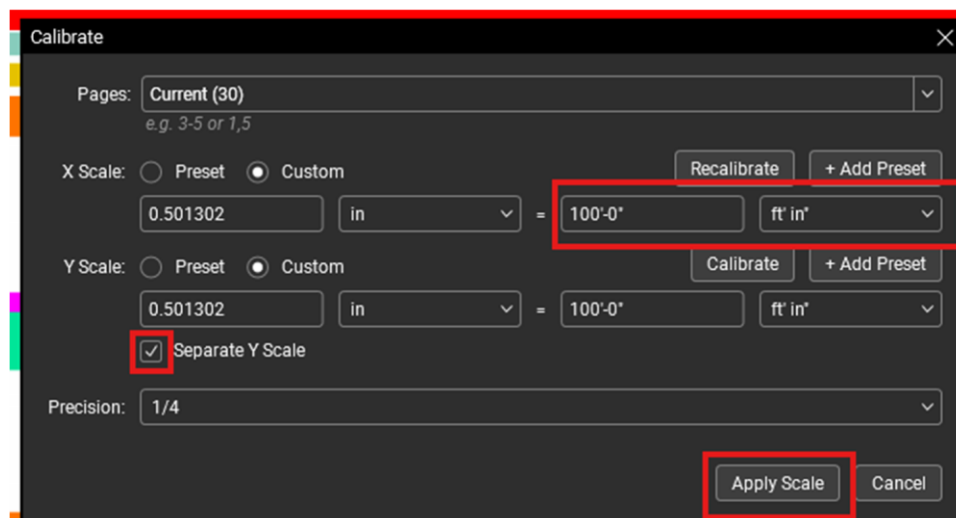 Calibrate
Pages: Current (30)
e.g. 3-5 or 1,5
X Scale: Preset Custom Recalibrate + Add Preset
0.501302 in = 100'-0" ft' in"
Y Scale: Preset Custom Calibrate + Add Preset
0.501302 in = 100'-0" ft' in"
Separate Y Scale
Precision: 1/4
Apply Scale Cancel